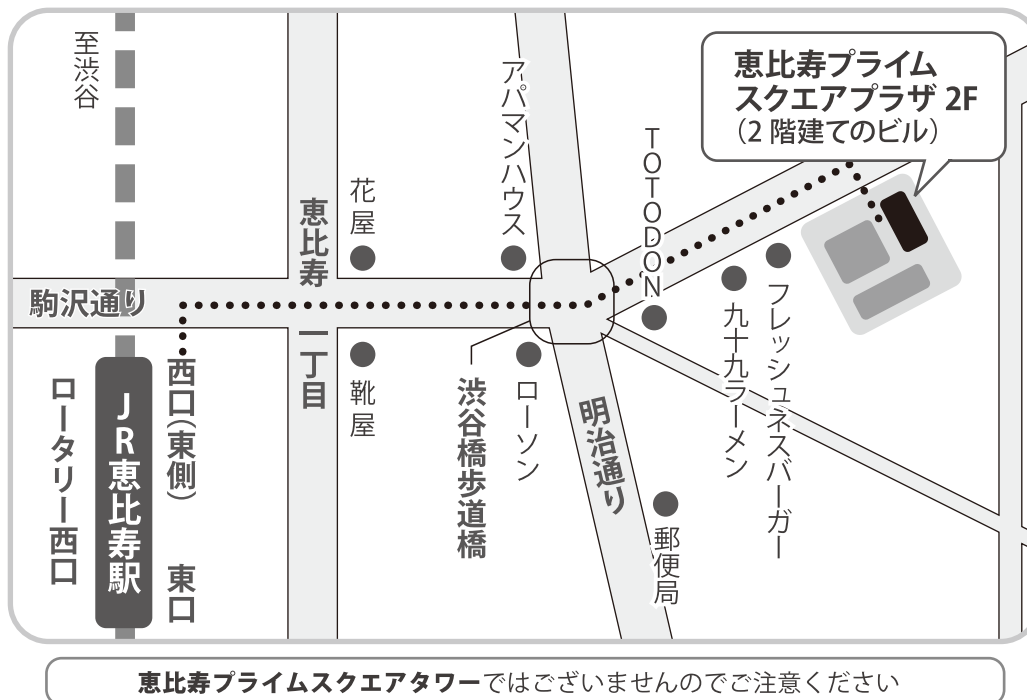 至渋谷
駒沢通り
ロータリー西口
JR恵比寿駅
西口（東側）
東口
恵比寿一丁目
花屋
靴屋
アパマンハウス
渋谷橋歩道橋
ローソン
明治通り
郵便局
TOTODON
九十九ラーメン
フレッシュネスバーガー
恵比寿プライム
スクエアプラザ 2F
（2 階建てのビル）
恵比寿プライムスクエアタワーではございませんのでご注意ください